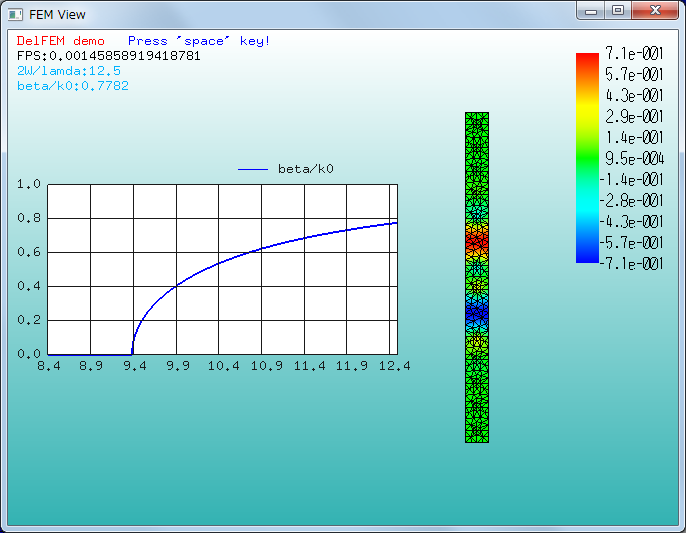 FEM View
DelFEM demo Press "space" key!
FPS:0.00145858919418781
2W/lamda:12.5
beta/k0:0.7782
7.1e-001
5.7e-001
4.3e-001
2.9e-001
1.4e-001
9.5e-004
-1.4e-001
-2.8e-001
-4.3e-001
-5.7e-001
-7.1e-001
beta/k0
1.0
0.8
0.6
0.4
0.2
0.0
8.4 8.9 9.4 9.9 10.4 10.9 11.4 11.9 12.4